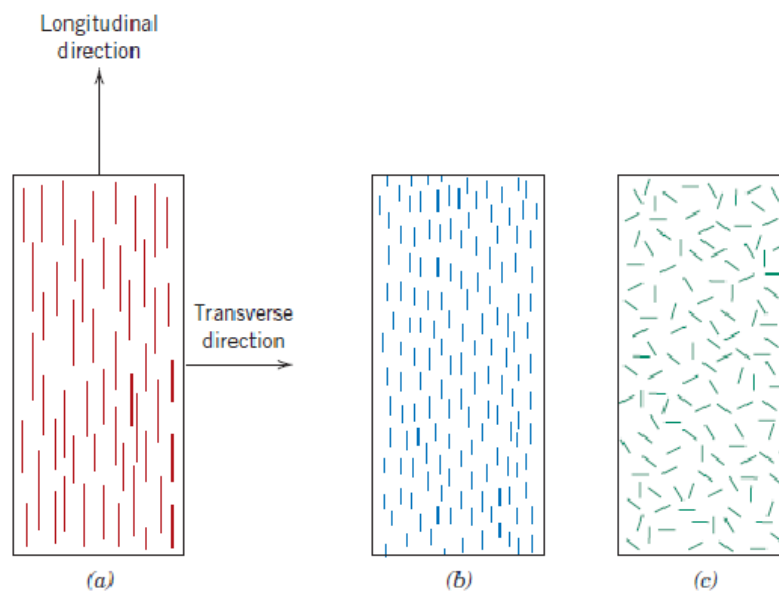 Longitudinal
direction
Transverse
direction
(a)
(b)
(c)